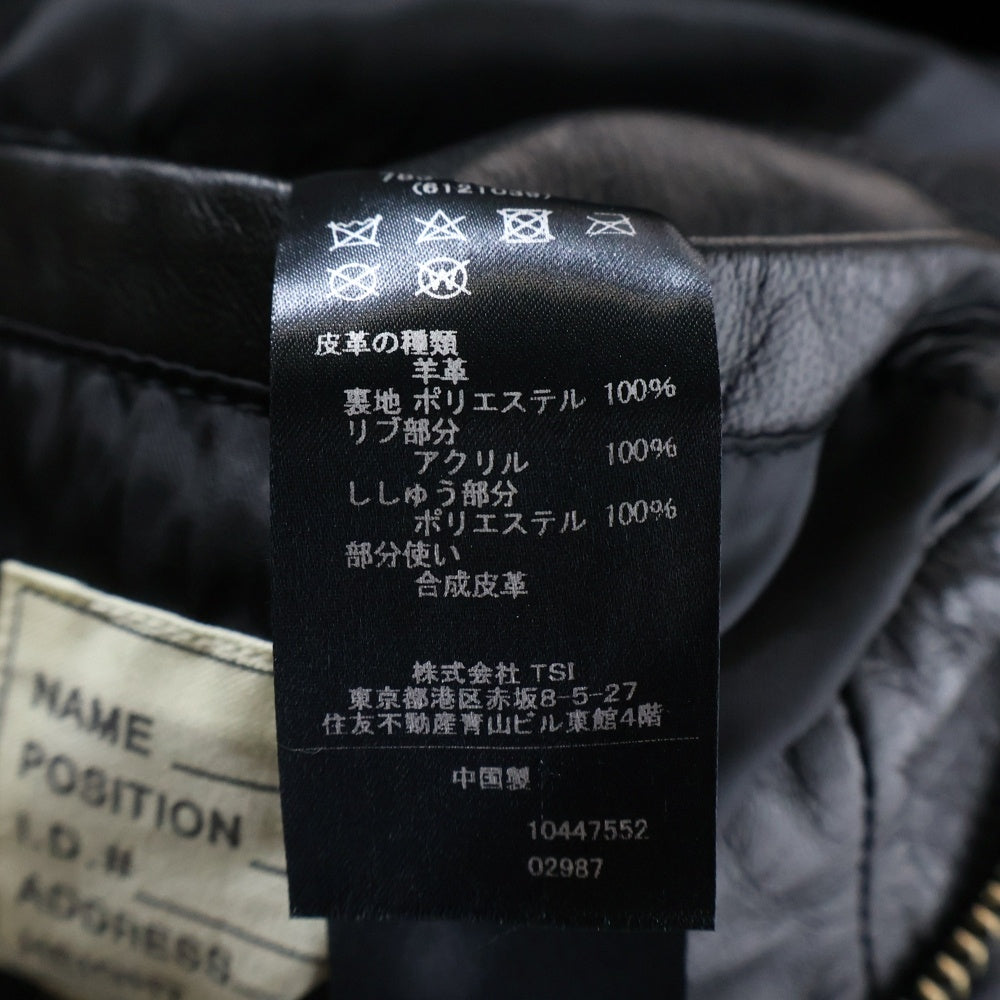 皮革の種類
羊革
裏地 ポリエステル 100%
リブ部分
アクリル 100%
ししゅう部分
ポリエステル 100%
部分使い
合成皮革
株式会社 TSI
東京都港区赤坂8-5-27
住友不動産青山ビル東館4階
中国製
10447552
02987
NAME
POSITION
I.D.#
ADDRESS